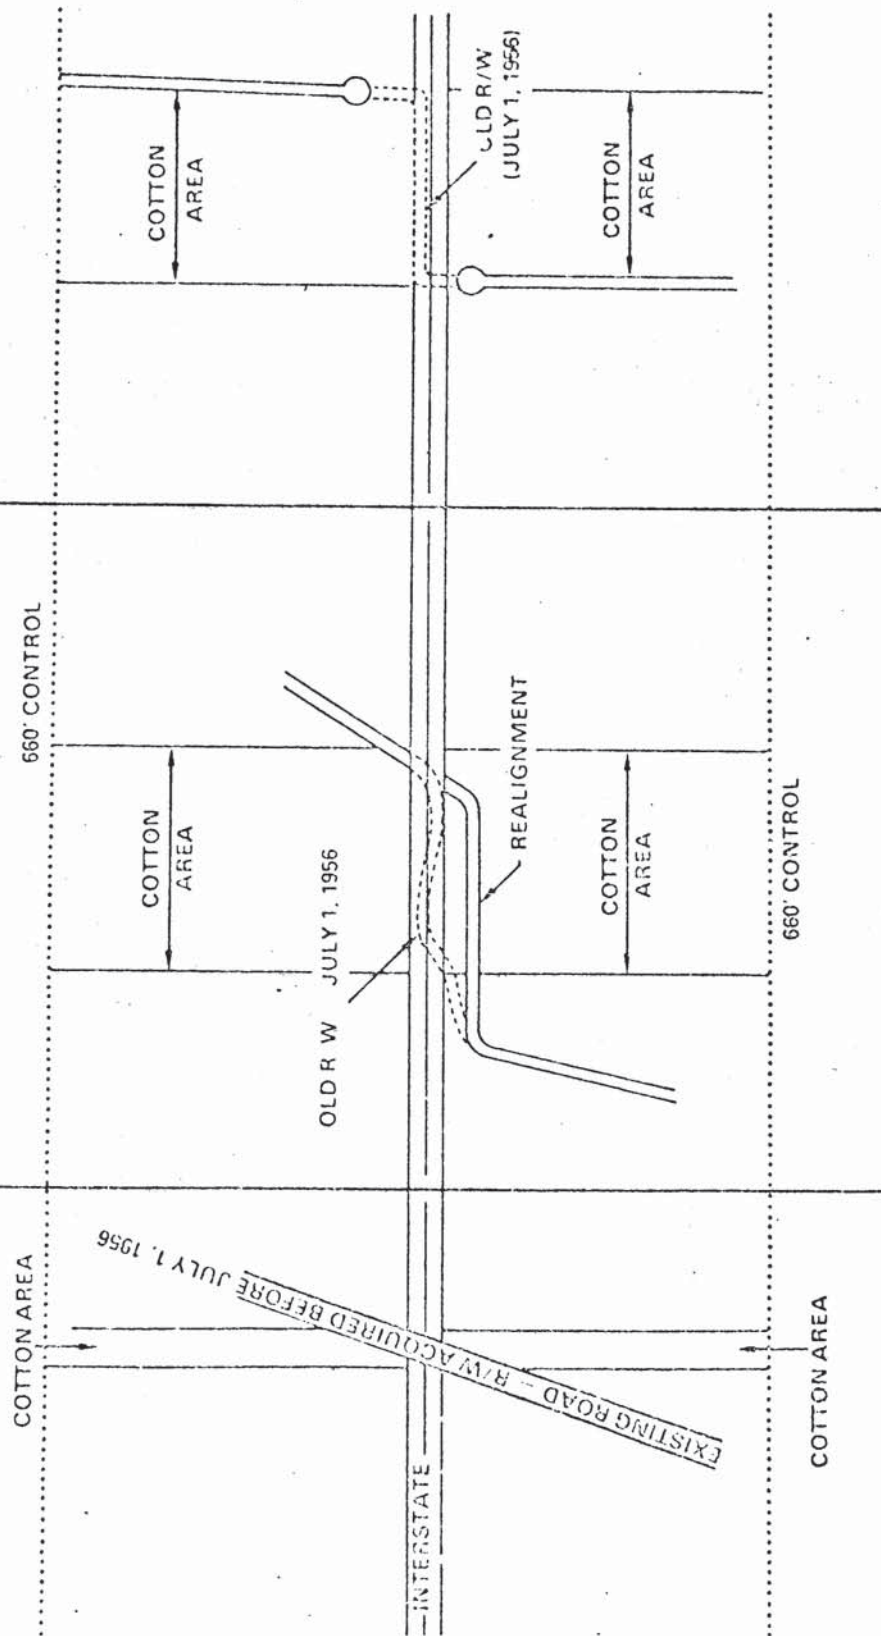 COTTON
AREA
OLD R/W
(JULY 1, 1956)
COTTON
AREA
660' CONTROL
COTTON
AREA
OLD R W JULY 1, 1956
REALIGNMENT
COTTON
AREA
660' CONTROL
COTTON AREA
EXISTING ROAD – R/W ACQUIRED BEFORE JULY 1, 1956
INTERSTATE
COTTON AREA